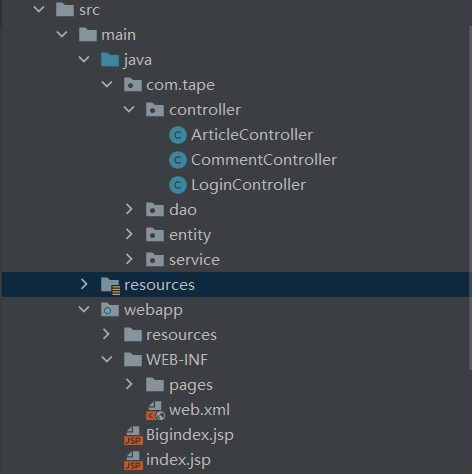 src
main
java
com.tape
controller
ArticleController
CommentController
LoginController
dao
entity
service
resources
webapp
resources
WEB-INF
pages
web.xml
Bigindex.jsp
index.jsp